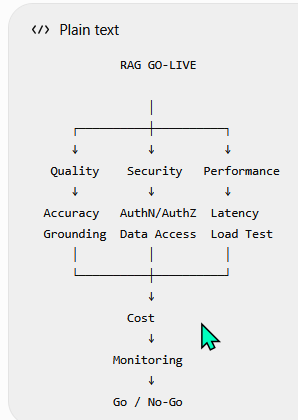 Plain text
RAG GO-LIVE
Quality Security Performance
Accuracy AuthN/AuthZ Latency
Grounding Data Access Load Test
Cost
Monitoring
Go / No-Go